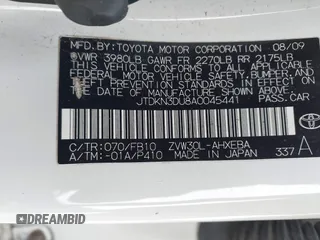 MFD. BY: TOYOTA MOTOR CORPORATION 08/09
GVWR 3980LB GAWR FR 2270LB RR 2175LB
THIS VEHICLE CONFORMS TO ALL APPLICABLE
FEDERAL MOTOR VEHICLE SAFETY, BUMPER, AND
THEFT PREVENTION STANDARDS IN EFFECT ON
THE DATE OF MANUFACTURE SHOWN ABOVE.
JTDKN3DU8A0045441 PASS.CAR
TOYOTA
C/TR: 070/FB10 ZVW30L-AHXEBA
A/TM: -01A/P410 MADE IN JAPAN 337 A
DREAMBID